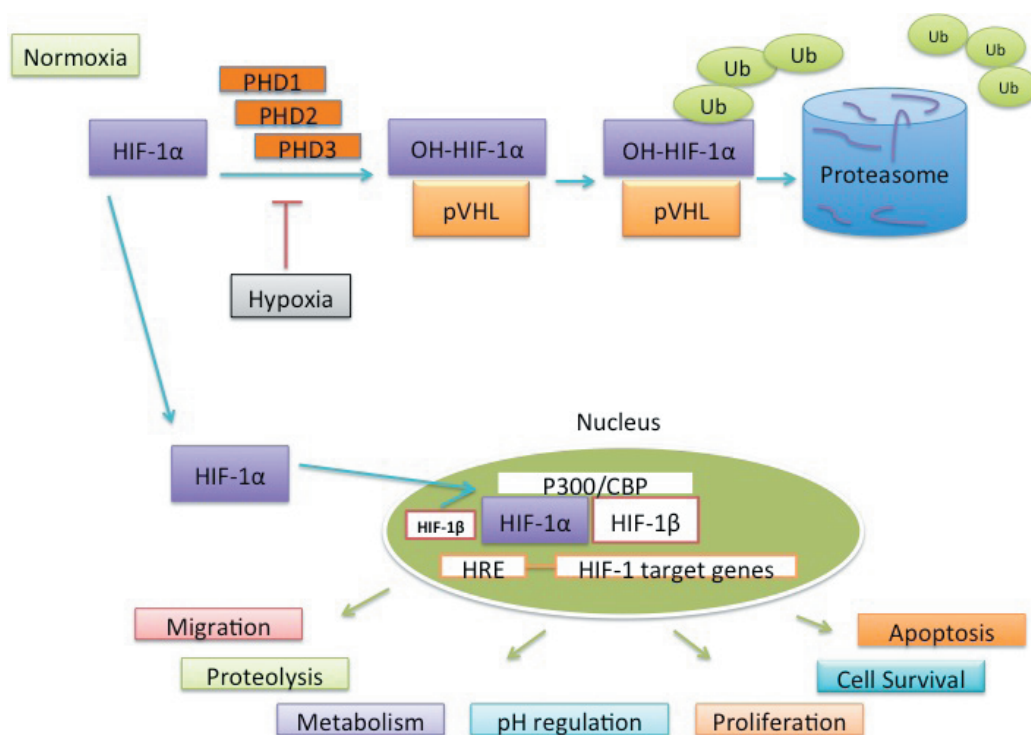 Normoxia
PHD1
PHD2
PHD3
HIF-1α
OH-HIF-1α
pVHL
Ub
Ub
Ub
OH-HIF-1α
pVHL
Ub
Ub
Ub
Proteasome
Hypoxia
Nucleus
HIF-1α
P300/CBP
HIF-1β
HIF-1α
HIF-1β
HRE
HIF-1 target genes
Migration
Proteolysis
Metabolism
pH regulation
Proliferation
Cell Survival
Apoptosis